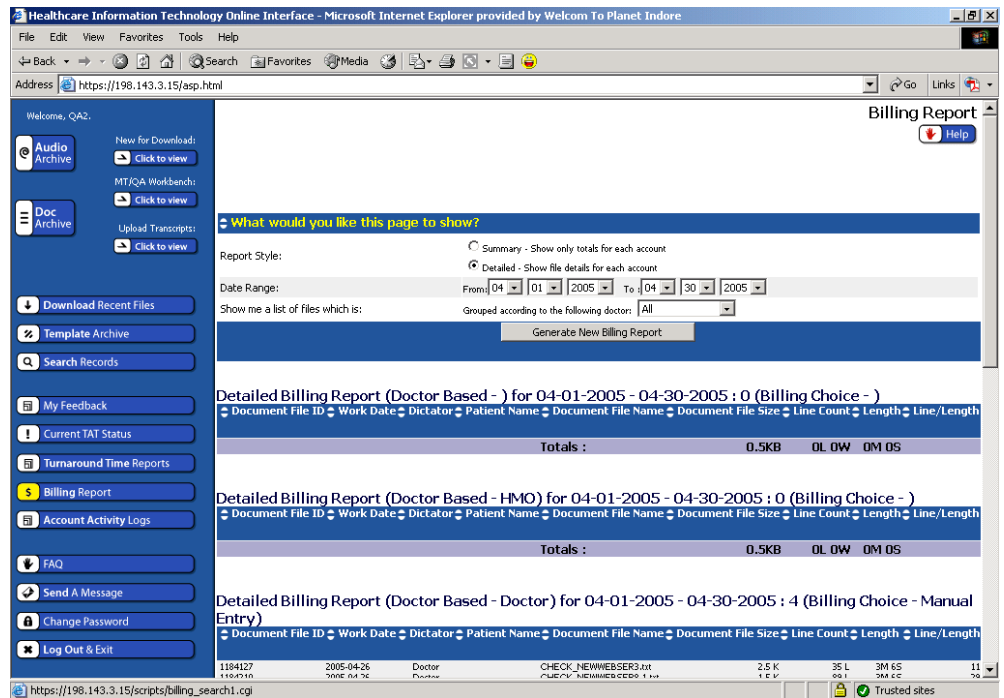 Healthcare Information Technology Online Interface - Microsoft Internet Explorer provided by Welcom To Planet Indore
File Edit View Favorites Tools Help
Back Search Favorites Media
Address https://198.143.3.15/asp.html Go Links
Welcome, QA2.
Audio Archive
New for Download:
Click to view
MT/QA Workbench:
Click to view
Doc Archive
Upload Transcripts:
Click to view
Download Recent Files
Template Archive
Search Records
My Feedback
Current TAT Status
Turnaround Time Reports
Billing Report
Account Activity Logs
FAQ
Send A Message
Change Password
Log Out & Exit
Billing Report
Help
What would you like this page to show?
Report Style:
Summary - Show only totals for each account
Detailed - Show file details for each account
Date Range: From: 04 01 2005 To : 04 30 2005
Show me a list of files which is: Grouped according to the following doctor: All
Generate New Billing Report
Detailed Billing Report (Doctor Based - ) for 04-01-2005 - 04-30-2005 : 0 (Billing Choice - )
Document File ID Work Date Dictator Patient Name Document File Name Document File Size Line Count Length Line/Length
Totals : 0.5KB 0L 0W 0M 0S
Detailed Billing Report (Doctor Based - HMO) for 04-01-2005 - 04-30-2005 : 0 (Billing Choice - )
Document File ID Work Date Dictator Patient Name Document File Name Document File Size Line Count Length Line/Length
Totals : 0.5KB 0L 0W 0M 0S
Detailed Billing Report (Doctor Based - Doctor) for 04-01-2005 - 04-30-2005 : 4 (Billing Choice - Manual
Entry)
Document File ID Work Date Dictator Patient Name Document File Name Document File Size Line Count Length Line/Length
1184127 2005-04-26 Doctor CHECK_NEWWEBSER3.txt 2.5 K 35 L 3M 6S 11
https://198.143.3.15/scripts/billing_search1.cgi
Trusted sites